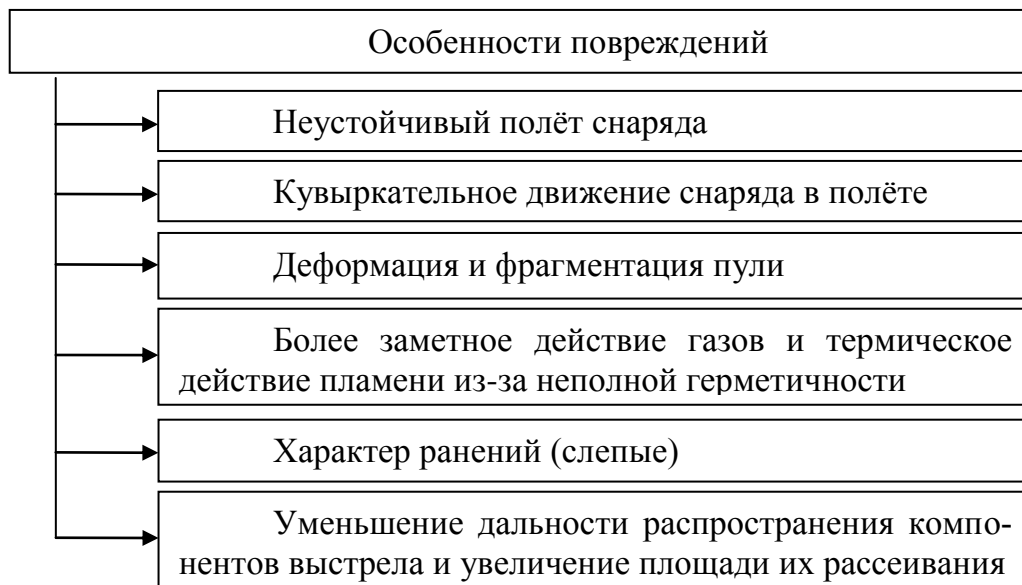 Особенности повреждений
Неустойчивый полёт снаряда
Кувыркательное движение снаряда в полёте
Деформация и фрагментация пули
Более заметное действие газов и термическое
действие пламени из-за неполной герметичности
Характер ранений (слепые)
Уменьшение дальности распространения компо-
нентов выстрела и увеличение площади их рассеивания